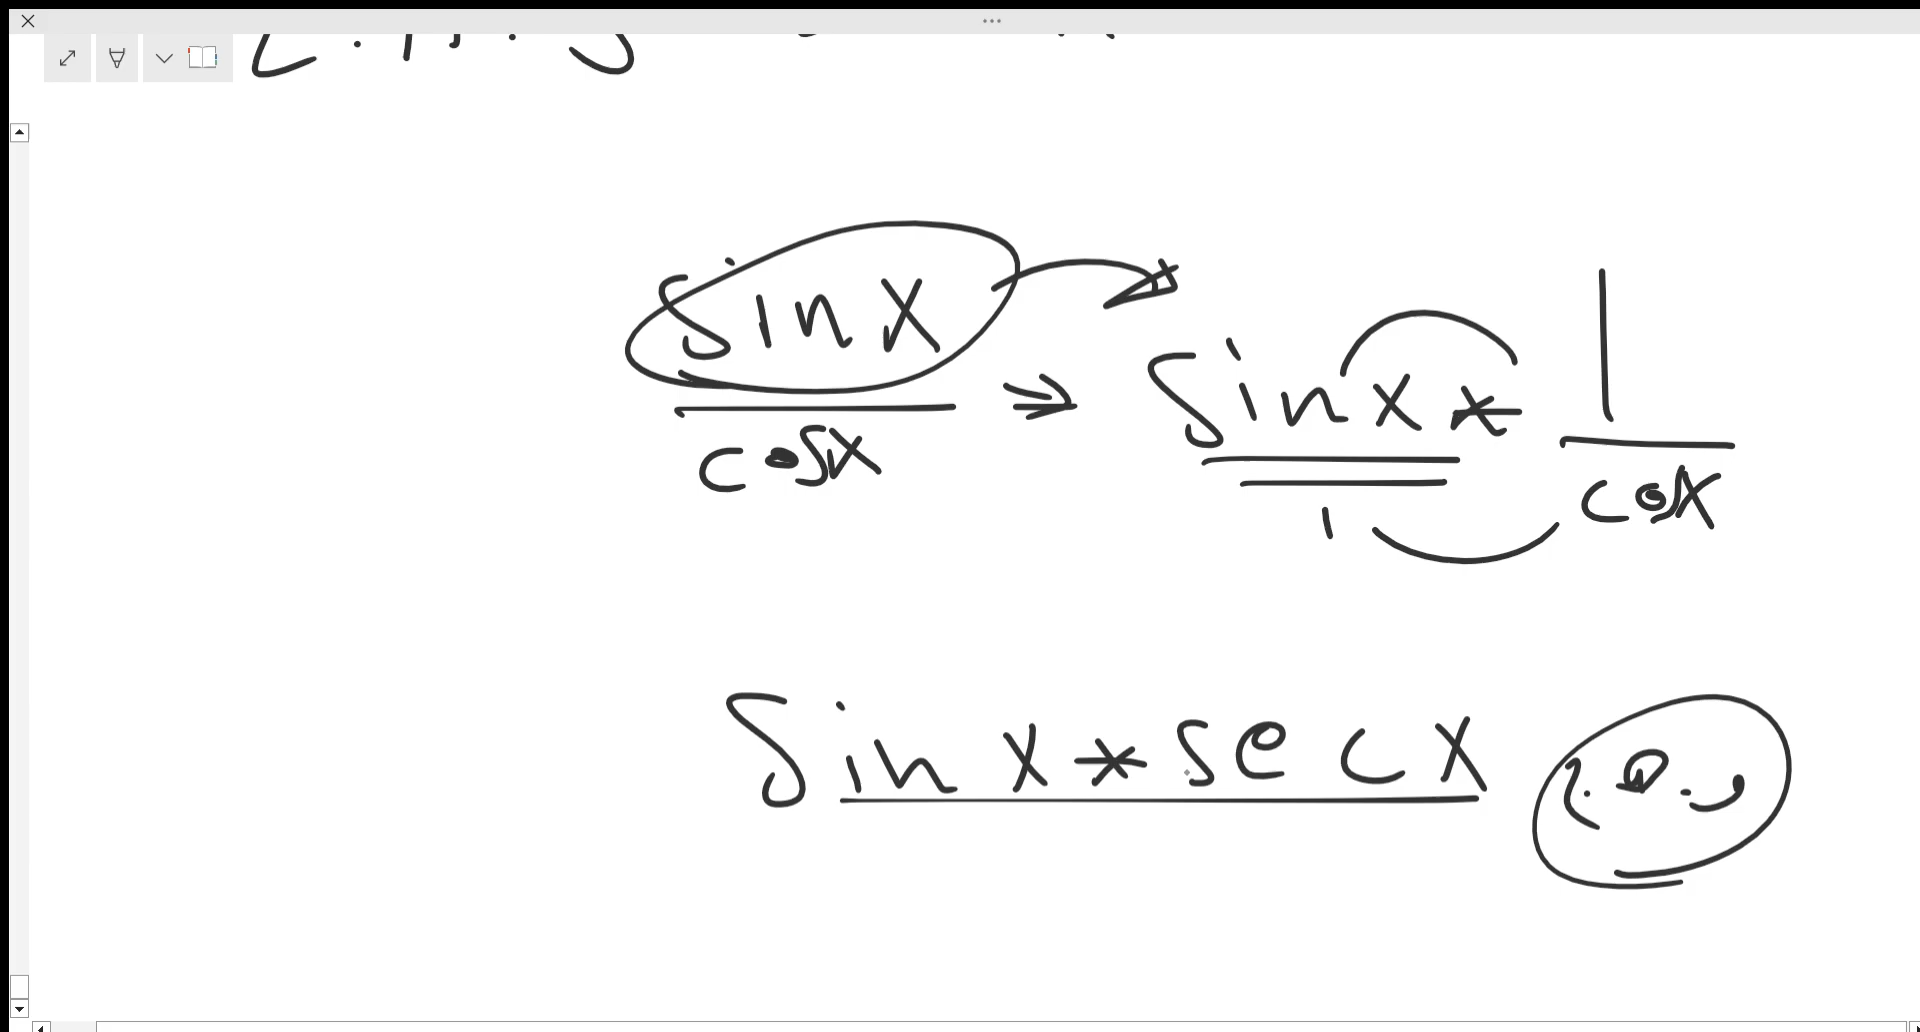 sinx/cosx ⇒ sinx * 1/cosx
1
sinx * secx